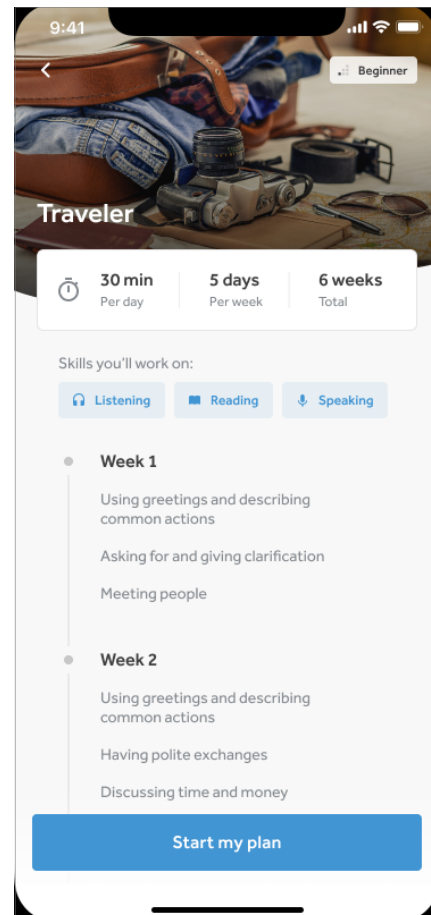 9:41
Beginner
Traveler
30 min
Per day
5 days
Per week
6 weeks
Total
Skills you'll work on:
Listening
Reading
Speaking
Week 1
Using greetings and describing
common actions
Asking for and giving clarification
Meeting people
Week 2
Using greetings and describing
common actions
Having polite exchanges
Discussing time and money
Start my plan